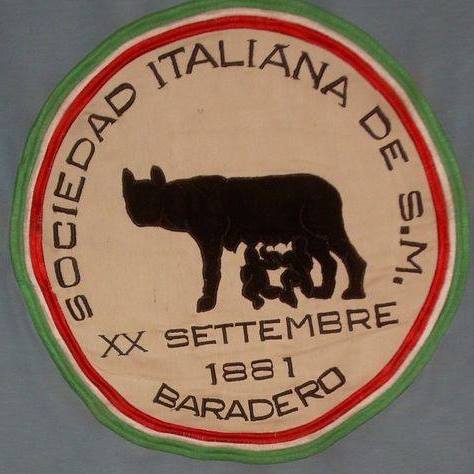 SOCIEDAD ITALIANA DE S.M.
XX SETTEMBRE
1881
BARADERO